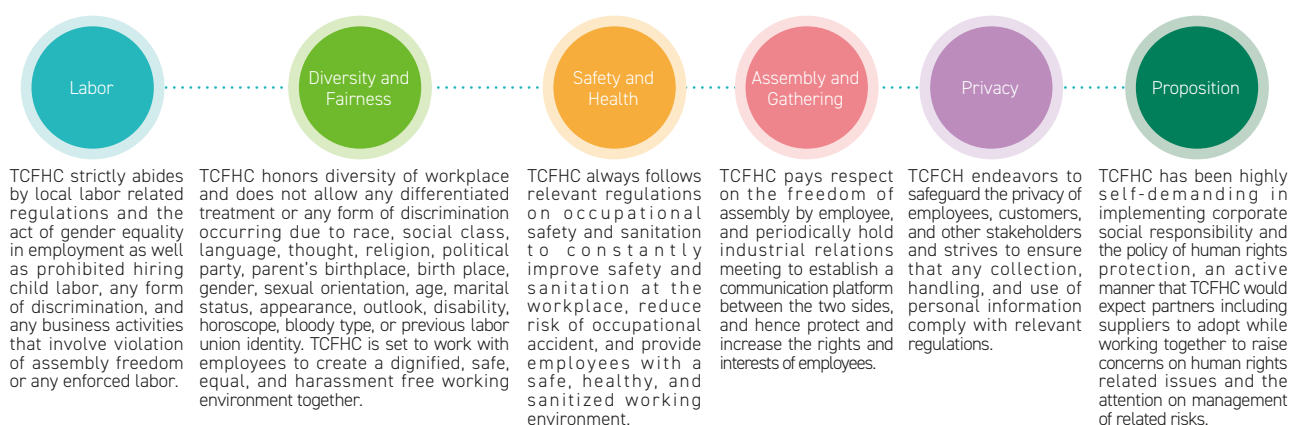 Labor
Diversity and
Fairness
Safety and
Health
Assembly and
Gathering
Privacy
Proposition
TCFHC strictly abides
by local labor related
regulations and the
act of gender equality
in employment as well
as prohibited hiring
child labor, any form
of discrimination, and
any business activities
that involve violation
of assembly freedom
or any enforced labor.
TCFHC honors diversity of workplace
and does not allow any differentiated
treatment or any form of discrimination
occurring due to race, social class,
language, thought, religion, political
party, parent's birthplace, birth place,
gender, sexual orientation, age, marital
status, appearance, outlook, disability,
horoscope, bloody type, or previous labor
union identity. TCFHC is set to work with
employees to create a dignified, safe,
equal, and harassment free working
environment together.
TCFHC always follows
relevant regulations
on occupational
safety and sanitation
to constantly
improve safety and
sanitation at the
workplace, reduce
risk of occupational
accident, and provide
employees with a
safe, healthy, and
sanitized working
environment.
TCFHC pays respect
on the freedom of
assembly by employee,
and periodically hold
industrial relations
meeting to establish a
communication platform
between the two sides,
and hence protect and
increase the rights and
interests of employees.
TCFCH endeavors to
safeguard the privacy of
employees, customers,
and other stakeholders
and strives to ensure
that any collection,
handling, and use of
personal information
comply with relevant
regulations.
TCFHC has been highly
self-demanding in
implementing corporate
social responsibility and
the policy of human rights
protection, an active
manner that TCFHC would
expect partners including
suppliers to adopt while
working together to raise
concerns on human rights
related issues and the
attention on management
of related risks.